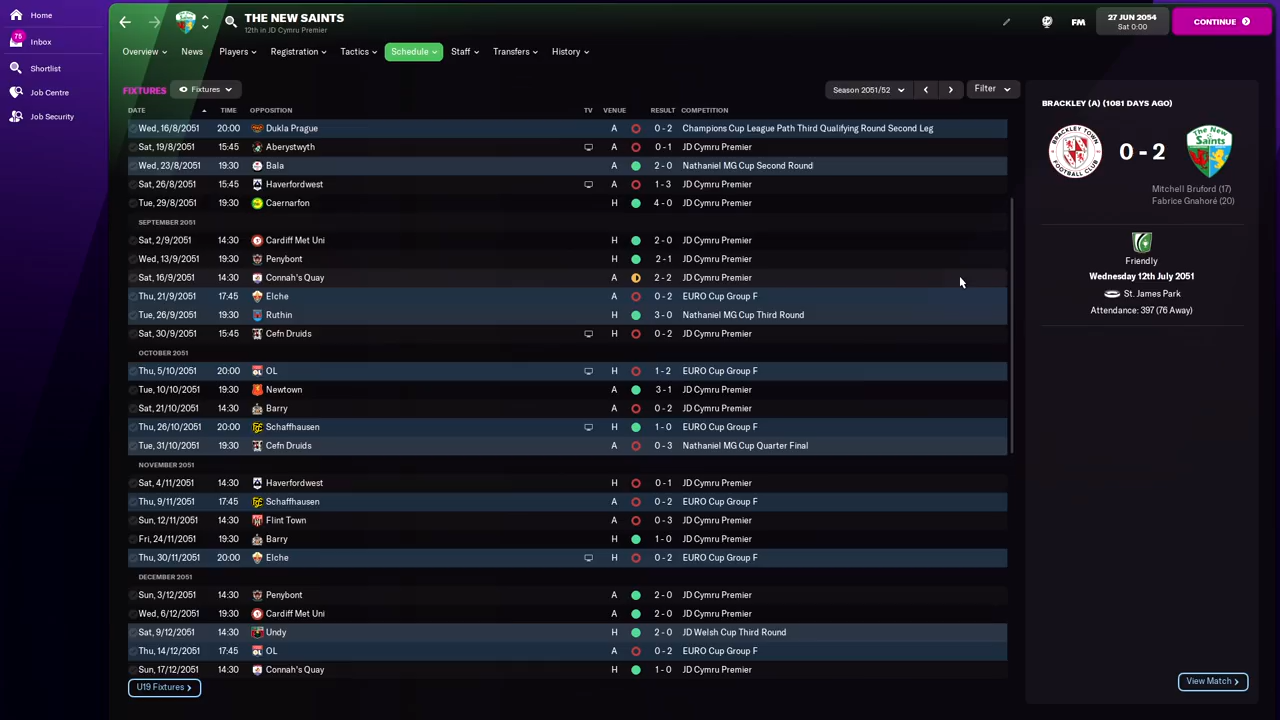 Home
THE NEW SAINTS
12th in JD Cymru Premier
FM
27 JUN 2054
Sat 0:00
CONTINUE
75
Inbox
Overview News Players Registration Tactics Schedule Staff Transfers History
Shortlist
Job Centre
Job Security
FIXTURES Fixtures Season 2051/52 Filter
DATE TIME OPPOSITION TV VENUE RESULT COMPETITION
Wed, 16/8/2051 20:00 Dukla Prague A 0 - 2 Champions Cup League Path Third Qualifying Round Second Leg
Sat, 19/8/2051 15:45 Aberystwyth A 0 - 1 JD Cymru Premier
Wed, 23/8/2051 19:30 Bala A 2 - 0 Nathaniel MG Cup Second Round
Sat, 26/8/2051 15:45 Haverfordwest A 1 - 3 JD Cymru Premier
Tue, 29/8/2051 19:30 Caernarfon H 4 - 0 JD Cymru Premier
SEPTEMBER 2051
Sat, 2/9/2051 14:30 Cardiff Met Uni H 2 - 0 JD Cymru Premier
Wed, 13/9/2051 19:30 Penybont H 2 - 1 JD Cymru Premier
Sat, 16/9/2051 14:30 Connah's Quay A 2 - 2 JD Cymru Premier
Thu, 21/9/2051 17:45 Elche A 0 - 2 EURO Cup Group F
Tue, 26/9/2051 19:30 Ruthin H 3 - 0 Nathaniel MG Cup Third Round
Sat, 30/9/2051 15:45 Cefn Druids H 0 - 2 JD Cymru Premier
OCTOBER 2051
Thu, 5/10/2051 20:00 OL H 1 - 2 EURO Cup Group F
Tue, 10/10/2051 19:30 Newtown A 3 - 1 JD Cymru Premier
Sat, 21/10/2051 14:30 Barry A 0 - 2 JD Cymru Premier
Thu, 26/10/2051 20:00 Schaffhausen H 1 - 0 EURO Cup Group F
Tue, 31/10/2051 19:30 Cefn Druids A 0 - 3 Nathaniel MG Cup Quarter Final
NOVEMBER 2051
Sat, 4/11/2051 14:30 Haverfordwest H 0 - 1 JD Cymru Premier
Thu, 9/11/2051 17:45 Schaffhausen A 0 - 2 EURO Cup Group F
Sun, 12/11/2051 14:30 Flint Town A 0 - 3 JD Cymru Premier
Fri, 24/11/2051 19:30 Barry H 1 - 0 JD Cymru Premier
Thu, 30/11/2051 20:00 Elche H 0 - 2 EURO Cup Group F
DECEMBER 2051
Sun, 3/12/2051 14:30 Penybont A 2 - 0 JD Cymru Premier
Wed, 6/12/2051 19:30 Cardiff Met Uni A 2 - 0 JD Cymru Premier
Sat, 9/12/2051 14:30 Undy H 2 - 0 JD Welsh Cup Third Round
Thu, 14/12/2051 17:45 OL A 0 - 2 EURO Cup Group F
Sun, 17/12/2051 14:30 Connah's Quay H 1 - 0 JD Cymru Premier
U19 Fixtures
BRACKLEY (A) (1081 DAYS AGO)
0 - 2
Mitchell Bruford (17)
Fabrice Gnahoré (20)
Friendly
Wednesday 12th July 2051
St. James Park
Attendance: 397 (76 Away)
View Match